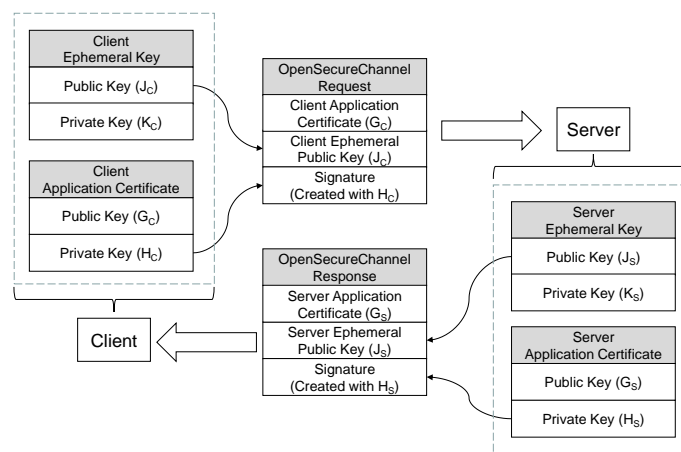 Client
Ephemeral Key
Public Key (J_C)
Private Key (K_C)
Client
Application Certificate
Public Key (G_C)
Private Key (H_C)
Client
OpenSecureChannel
Request
Client Application
Certificate (G_C)
Client Ephemeral
Public Key (J_C)
Signature
(Created with H_C)
OpenSecureChannel
Response
Server Application
Certificate (G_S)
Server Ephemeral
Public Key (J_S)
Signature
(Created with H_S)
Server
Server
Ephemeral Key
Public Key (J_S)
Private Key (K_S)
Server
Application Certificate
Public Key (G_S)
Private Key (H_S)